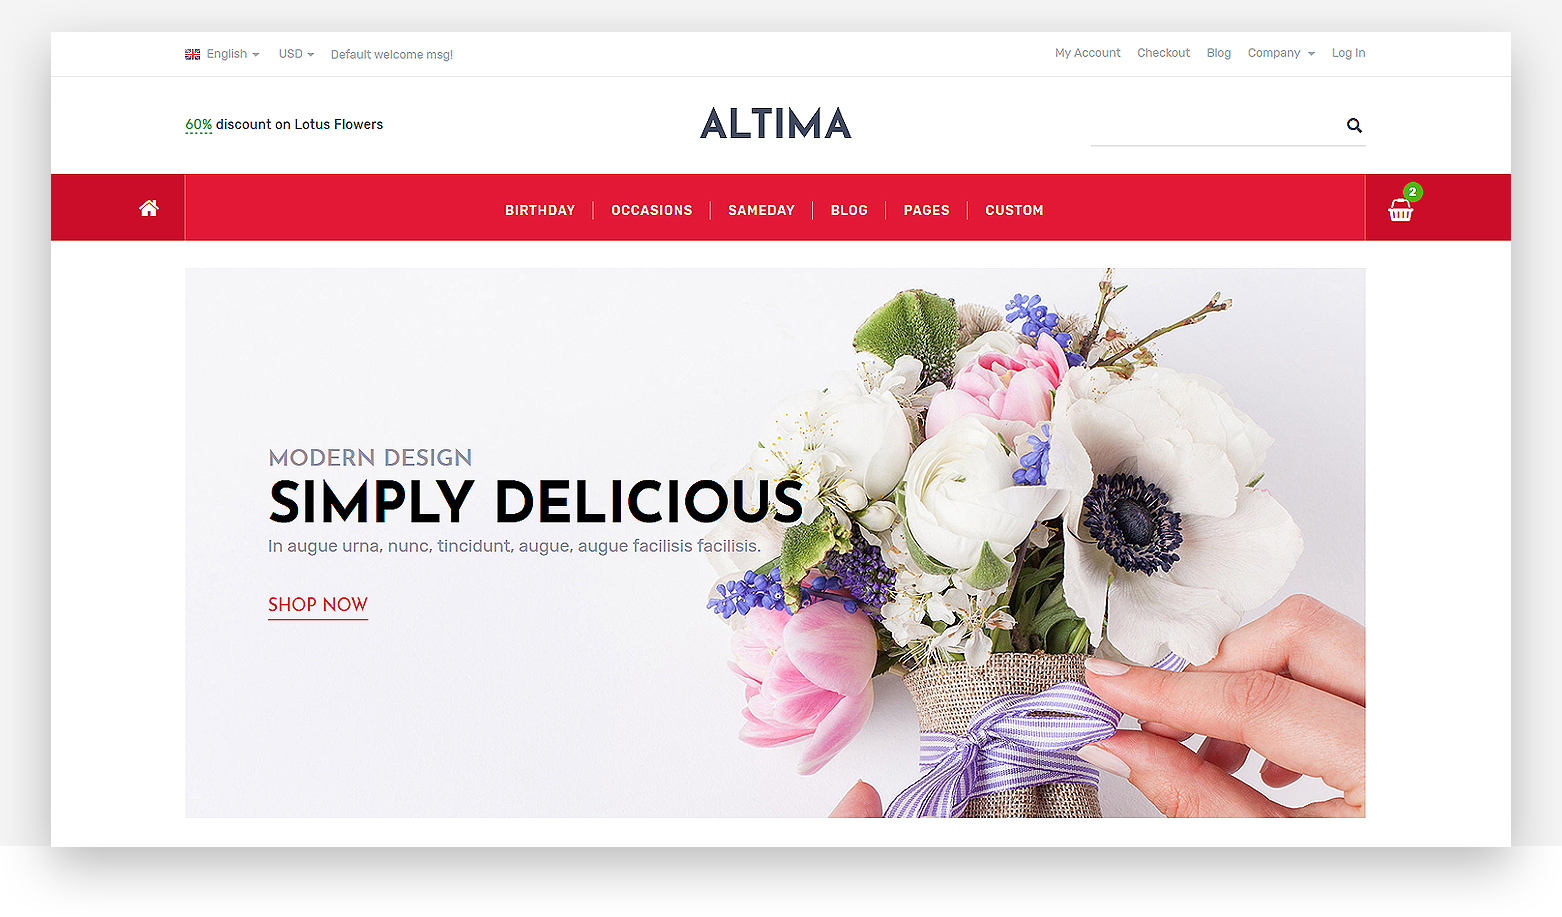 English USD Default welcome msg! My Account Checkout Blog Company Log In
60% discount on Lotus Flowers
ALTIMA
BIRTHDAY OCCASIONS SAMEDAY BLOG PAGES CUSTOM
2
MODERN DESIGN
SIMPLY DELICIOUS
In augue urna, nunc, tincidunt, augue, augue facilisis facilisis.
SHOP NOW